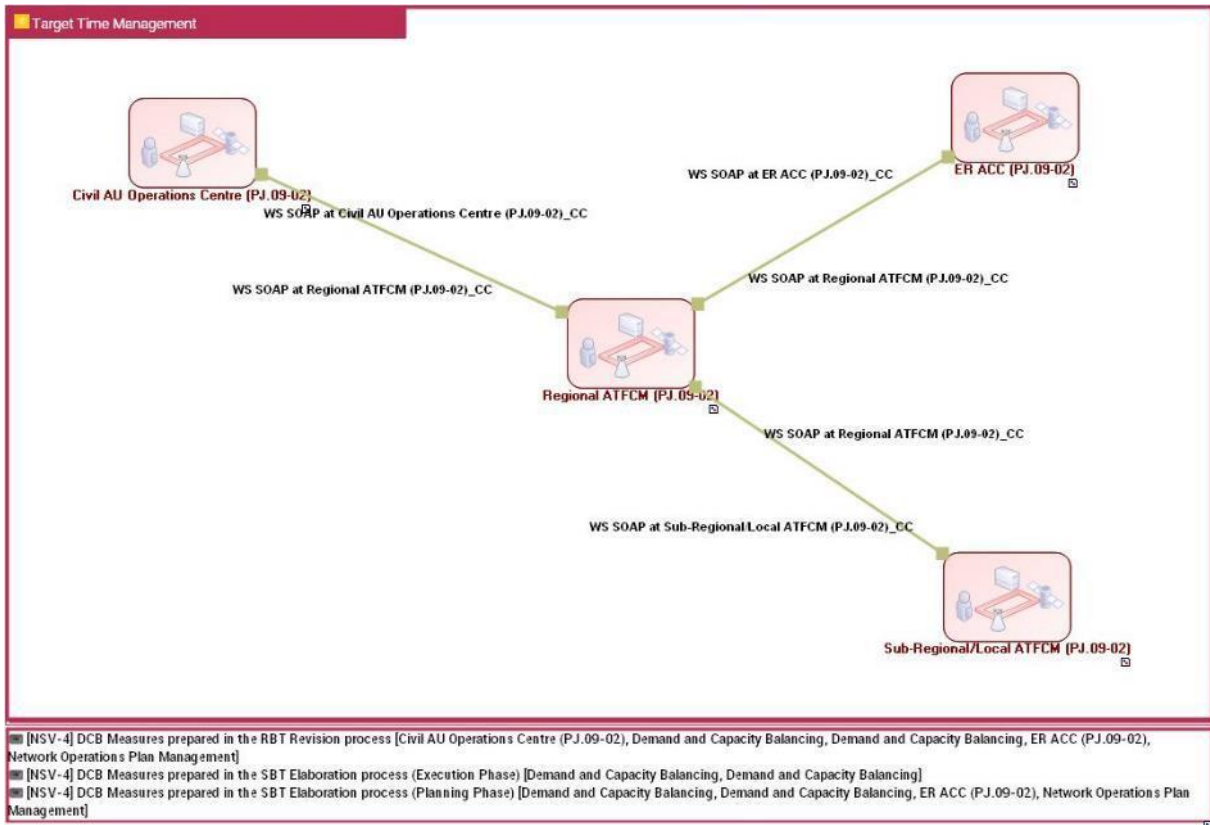 Target Time Management
ER ACC (PJ.09-02)
WS SOAP at ER ACC (PJ.09-02)_CC
Civil AU Operations Centre (PJ.09-02)
WS SOAP at Civil AU Operations Centre (PJ.09-02)_CC
WS SOAP at Regional ATFCM (PJ.09-02)_CC
WS SOAP at Regional ATFCM (PJ.09-02)_CC
Regional ATFCM (PJ.09-02)
WS SOAP at Regional ATFCM (PJ.09-02)_CC
WS SOAP at Sub-Regional/Local ATFCM (PJ.09-02)_CC
Sub-Regional/Local ATFCM (PJ.09-02)
[NSV-4] DCB Measures prepared in the RBT Revision process [Civil AU Operations Centre (PJ.09-02), Demand and Capacity Balancing, Demand and Capacity Balancing, ER ACC (PJ.09-02),
Network Operations Plan Management]
[NSV-4] DCB Measures prepared in the SBT Elaboration process (Execution Phase) [Demand and Capacity Balancing, Demand and Capacity Balancing]
[NSV-4] DCB Measures prepared in the SBT Elaboration process (Planning Phase) [Demand and Capacity Balancing, Demand and Capacity Balancing, ER ACC (PJ.09-02), Network Operations Plan
Management]